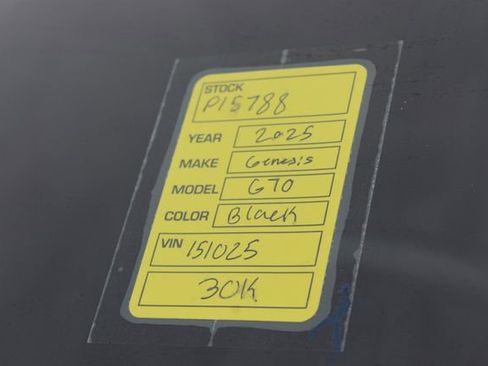 STOCK
P15788
YEAR 2025
MAKE Genesis
MODEL G70
COLOR Black
VIN 151025
30K